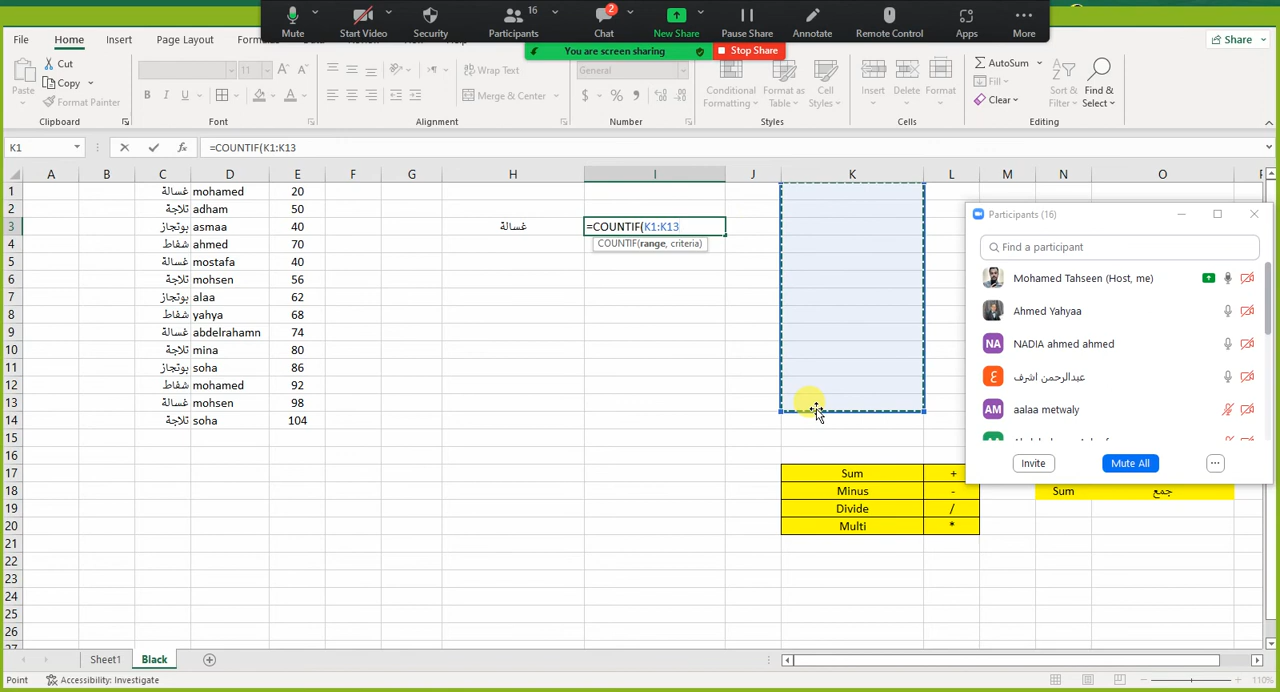 Mute
Start Video
Security
16
Participants
2
Chat
New Share
Pause Share
Annotate
Remote Control
Apps
More
You are screen sharing
Stop Share
File
Home
Insert
Page Layout
Share
Paste
Cut
Copy
Format Painter
Clipboard
11
B I U
Font
Wrap Text
Merge & Center
Alignment
General
$ % 9
Number
Conditional Formatting
Format as Table
Cell Styles
Styles
Insert
Delete
Format
Cells
AutoSum
Fill
Clear
Sort & Filter
Find & Select
Editing
K1
fx
=COUNTIF(K1:K13
A B C D E F G H I J K L M N O
1 غسالة mohamed 20
2 ثلاجة adham 50
3 بوتجاز asmaa 40 غسالة =COUNTIF(K1:K13
4 شفاط ahmed 70 COUNTIF(range, criteria)
5 غسالة mostafa 40
6 ثلاجة mohsen 56
7 بوتجاز alaa 62
8 شفاط yahya 68
9 غسالة abdelrahamn 74
10 ثلاجة mina 80
11 بوتجاز soha 86
12 شفاط mohamed 92
13 غسالة mohsen 98
14 ثلاجة soha 104
15
16
17 Sum +
18 Minus - Sum جمع
19 Divide /
20 Multi *
21
22
23
24
25
26
Participants (16)
Find a participant
Mohamed Tahseen (Host, me)
Ahmed Yahyaa
NA NADIA ahmed ahmed
ع عبدالرحمن اشرف
AM aalaa metwaly
Invite
Mute All
...
Sheet1
Black
Point
Accessibility: Investigate
110%